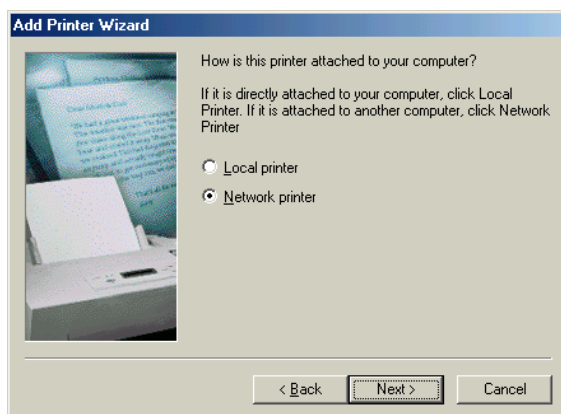 Add Printer Wizard
How is this printer attached to your computer?
If it is directly attached to your computer, click Local
Printer. If it is attached to another computer, click Network
Printer
Local printer
Network printer
< Back
Next >
Cancel